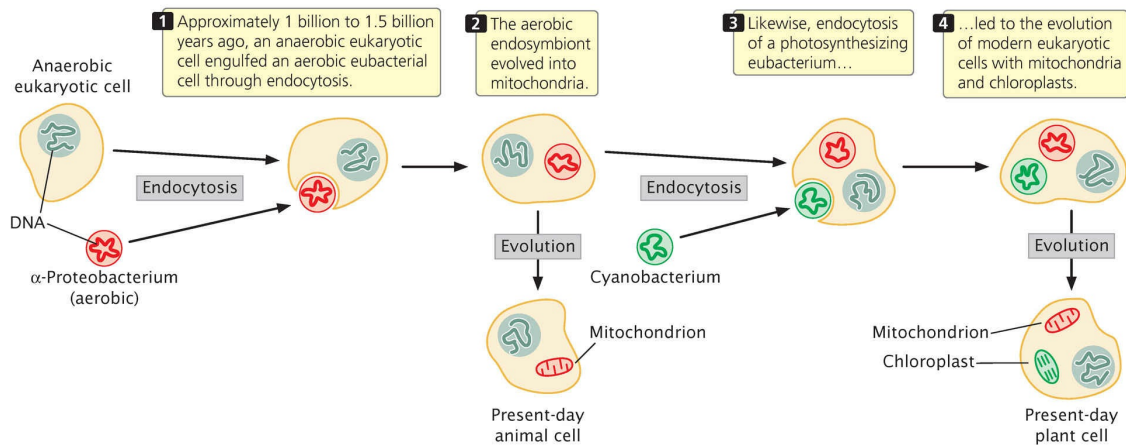 1 Approximately 1 billion to 1.5 billion
years ago, an anaerobic eukaryotic
cell engulfed an aerobic eubacterial
cell through endocytosis.
2 The aerobic
endosymbiont
evolved into
mitochondria.
3 Likewise, endocytosis
of a photosynthesizing
eubacterium…
4 …led to the evolution
of modern eukaryotic
cells with mitochondria
and chloroplasts.
Anaerobic
eukaryotic cell
Endocytosis
Endocytosis
DNA
α-Proteobacterium
(aerobic)
Evolution
Cyanobacterium
Evolution
Mitochondrion
Mitochondrion
Chloroplast
Present-day
animal cell
Present-day
plant cell